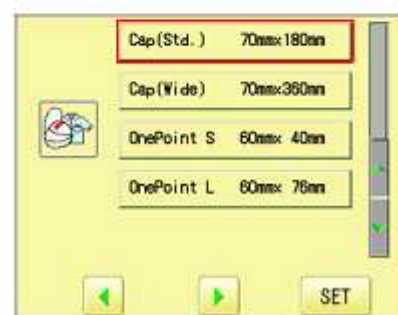 Cap(Std.) 70mm×180mm
Cap(Wide) 70mm×360mm
OnePoint S 60mm× 40mm
OnePoint L 60mm× 76mm
SET